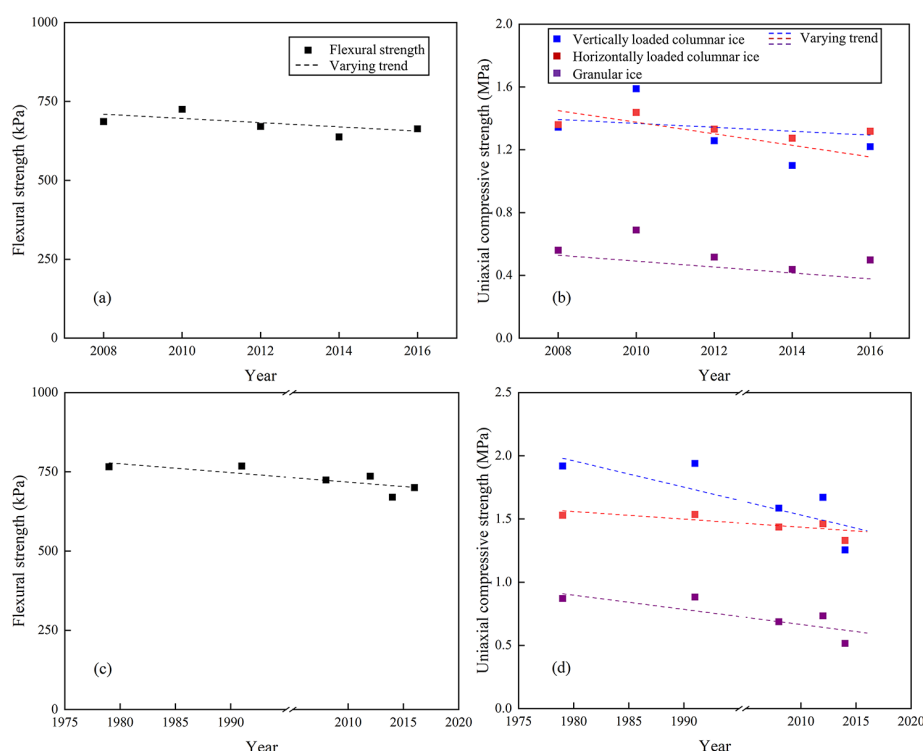 1000
750
500
250
0
Flexural strength (kPa)
Flexural strength
Varying trend
(a)
2008 2010 2012 2014 2016
Year
2.0
1.6
1.2
0.8
0.4
0.0
Uniaxial compressive strength (MPa)
Vertically loaded columnar ice
Varying trend
Horizontally loaded columnar ice
Granular ice
(b)
2008 2010 2012 2014 2016
Year
1000
750
500
250
0
Flexural strength (kPa)
(c)
1975 1980 1985 1990 2010 2015 2020
Year
2.5
2.0
1.5
1.0
0.5
0.0
Uniaxial compressive strength (MPa)
(d)
1975 1980 1985 1990 2010 2015 2020
Year